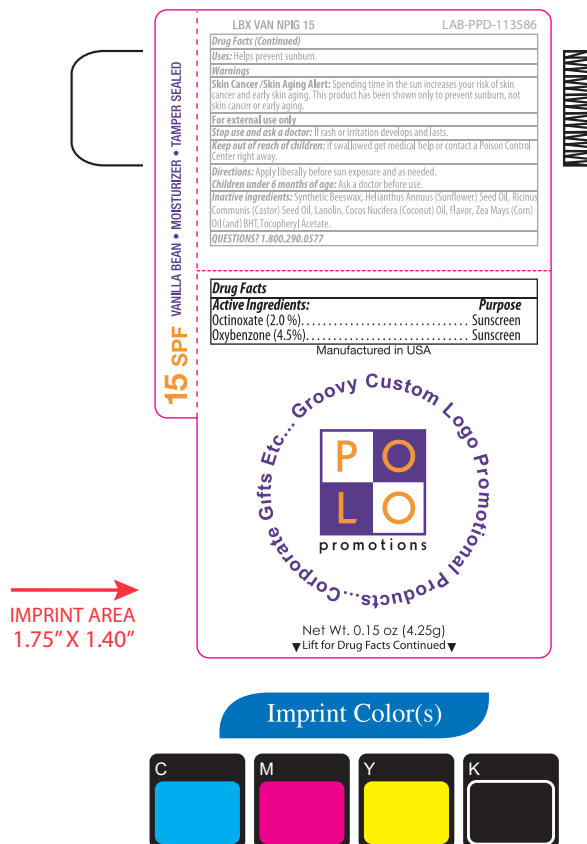 LBX VAN NPIG 15
LAB-PPD-113586
Drug Facts (Continued)
Uses: Helps prevent sunburn.
Warnings
Skin Cancer /Skin Aging Alert: Spending time in the sun increases your risk of skin
cancer and early skin aging. This product has been shown only to prevent sunburn, not
skin cancer or early aging.
For external use only
Stop use and ask a doctor: If rash or irritation develops and lasts.
Keep out of reach of children: if swallowed get medical help or contact a Poison Control
Center right away.
Directions: Apply liberally before sun exposure and as needed.
Children under 6 months of age: Ask a doctor before use.
Inactive ingredients: Synthetic Beeswax, Helianthus Annuus (Sunflower) Seed Oil, Ricinus
Communis (Castor) Seed Oil, Lanolin, Cocos Nucifera (Coconut) Oil, Flavor, Zea Mays (Corn)
Oil (and) BHT, Tocopheryl Acetate.
QUESTIONS? 1.800.290.0577
15 SPF VANILLA BEAN • MOISTURIZER • TAMPER SEALED
Drug Facts
Active Ingredients: Purpose
Octinoxate (2.0 %)............................. Sunscreen
Oxybenzone (4.5%)............................ Sunscreen
Manufactured in USA
Corporate Gifts Etc... Groovy Custom Logo Promotional Products...
P O
L O
promotions
Net Wt. 0.15 oz (4.25g)
▼Lift for Drug Facts Continued▼
IMPRINT AREA
1.75” X 1.40”
Imprint Color(s)
C M Y K